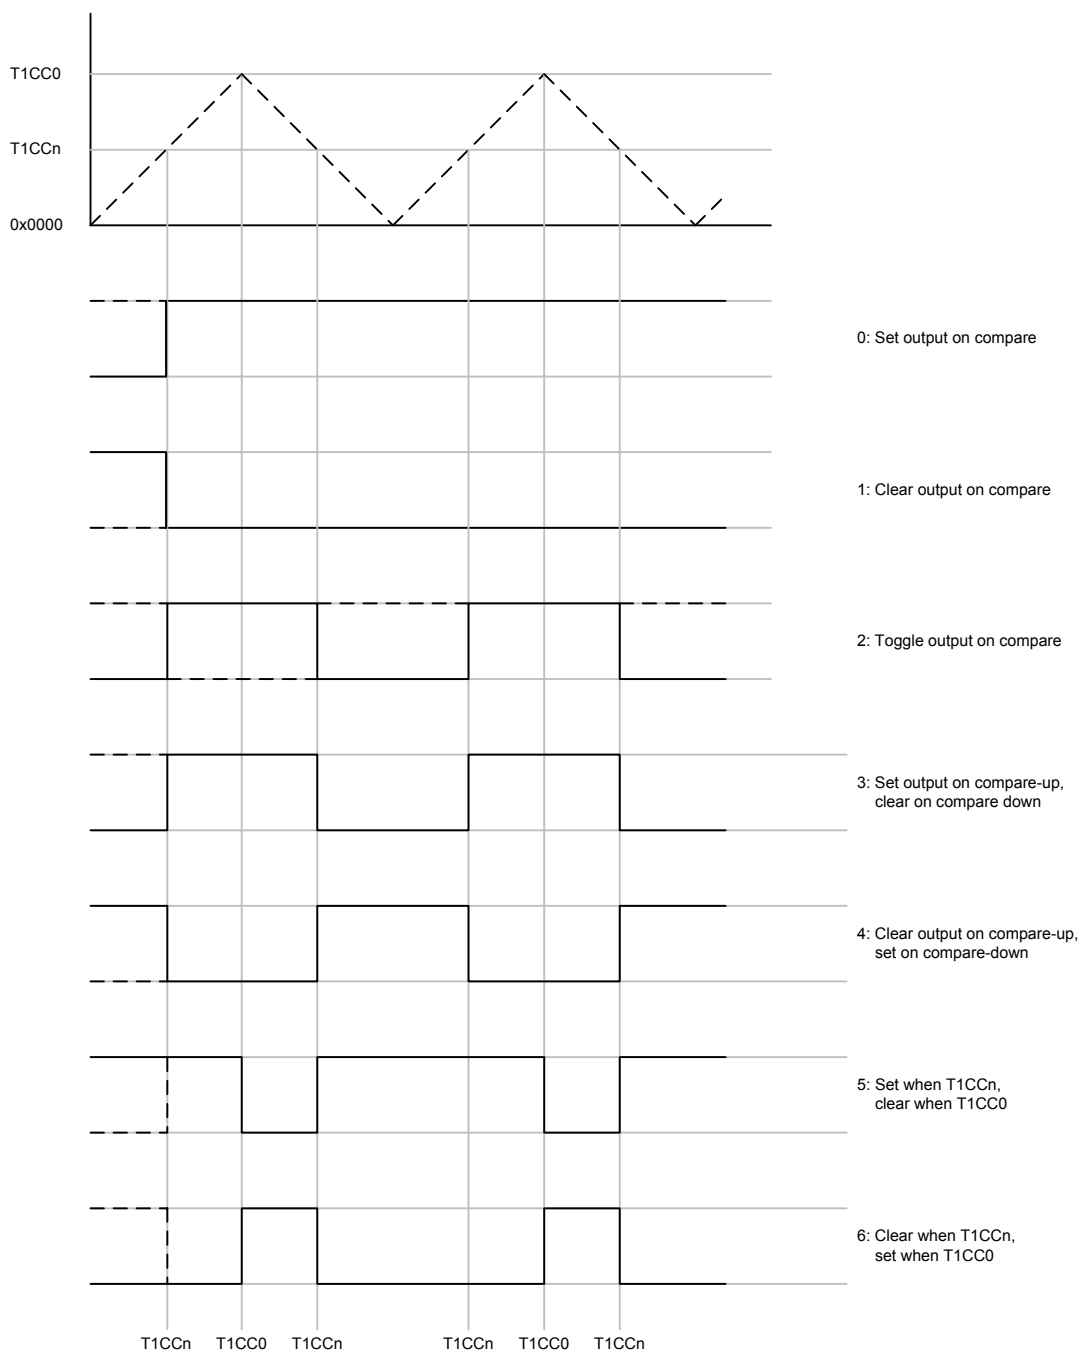 T1CC0
T1CCn
0x0000
0: Set output on compare
1: Clear output on compare
2: Toggle output on compare
3: Set output on compare-up,
clear on compare down
4: Clear output on compare-up,
set on compare-down
5: Set when T1CCn,
clear when T1CC0
6: Clear when T1CCn,
set when T1CC0
T1CCn T1CC0 T1CCn T1CCn T1CC0 T1CCn